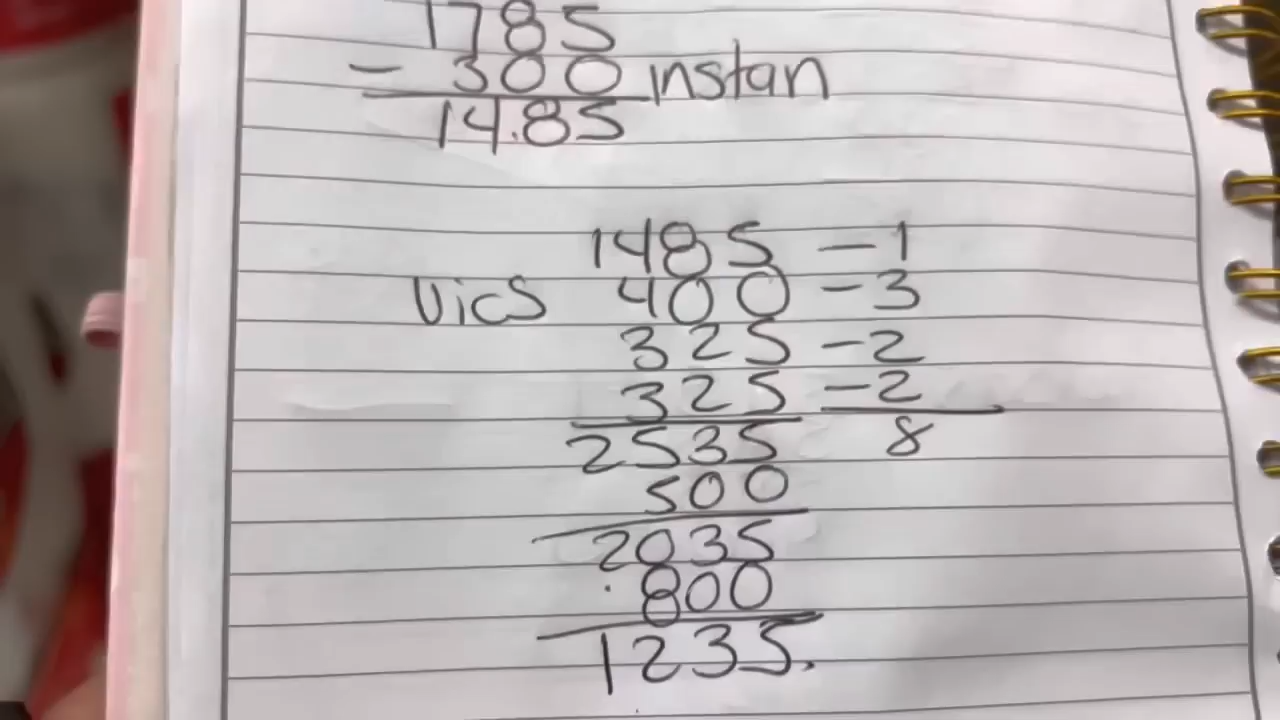 1785
- 300 instan
14.85
1485 - 1
Vics 400 - 3
325 - 2
325 - 2
2535 8
500
2035
.800
1235.